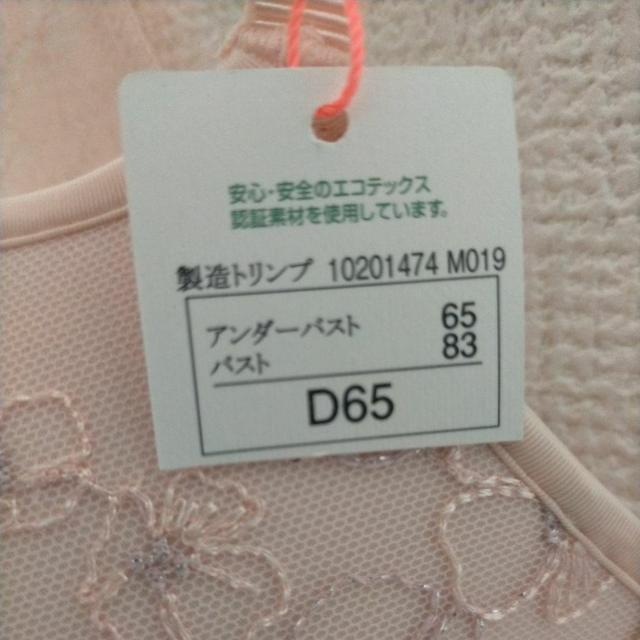 安心・安全のエコテックス
認証素材を使用しています。
製造トリンプ 10201474 M019
アンダーバスト 65
バスト 83
D65